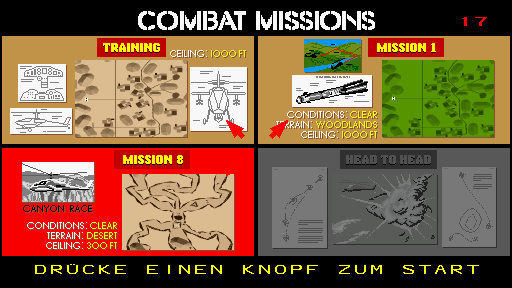 COMBAT MISSIONS
17
TRAINING
CEILING: 1000 FT
MISSION 1
CONDITIONS: CLEAR
TERRAIN: WOODLANDS
CEILING: 1000 FT
MISSION 8
CANYON RACE
CONDITIONS: CLEAR
TERRAIN: DESERT
CEILING: 300 FT
HEAD TO HEAD
DRÜCKE EINEN KNOPF ZUM START